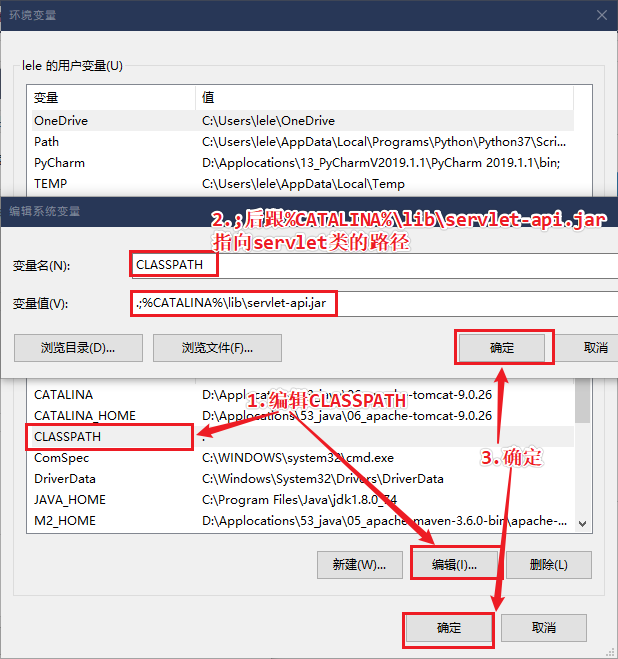 环境变量
lele 的用户变量(U)
变量 值
OneDrive C:\Users\lele\OneDrive
Path C:\Users\lele\AppData\Local\Programs\Python\Python37\Scri...
PyCharm D:\Applocations\13_PyCharmV2019.1.1\PyCharm 2019.1.1\bin;
TEMP C:\Users\lele\AppData\Local\Temp
编辑系统变量
2.;后跟%CATALINA%\lib\servlet-api.jar
指向servlet类的路径
变量名(N): CLASSPATH
变量值(V): .;%CATALINA%\lib\servlet-api.jar
浏览目录(D)... 浏览文件(F)... 确定 取消
CATALINA D:\Applocations\53_java\06_apache-tomcat-9.0.26
1.编辑CLASSPATH
CATALINA_HOME D:\Applocations\53_java\06_apache-tomcat-9.0.26
CLASSPATH .
ComSpec C:\WINDOWS\system32\cmd.exe
3.确定
DriverData C:\Windows\System32\Drivers\DriverData
JAVA_HOME C:\Program Files\Java\jdk1.8.0_74
M2_HOME D:\Applocations\53_java\05_apache-maven-3.6.0-bin\apache-...
新建(W)... 编辑(I)... 删除(L)
确定 取消